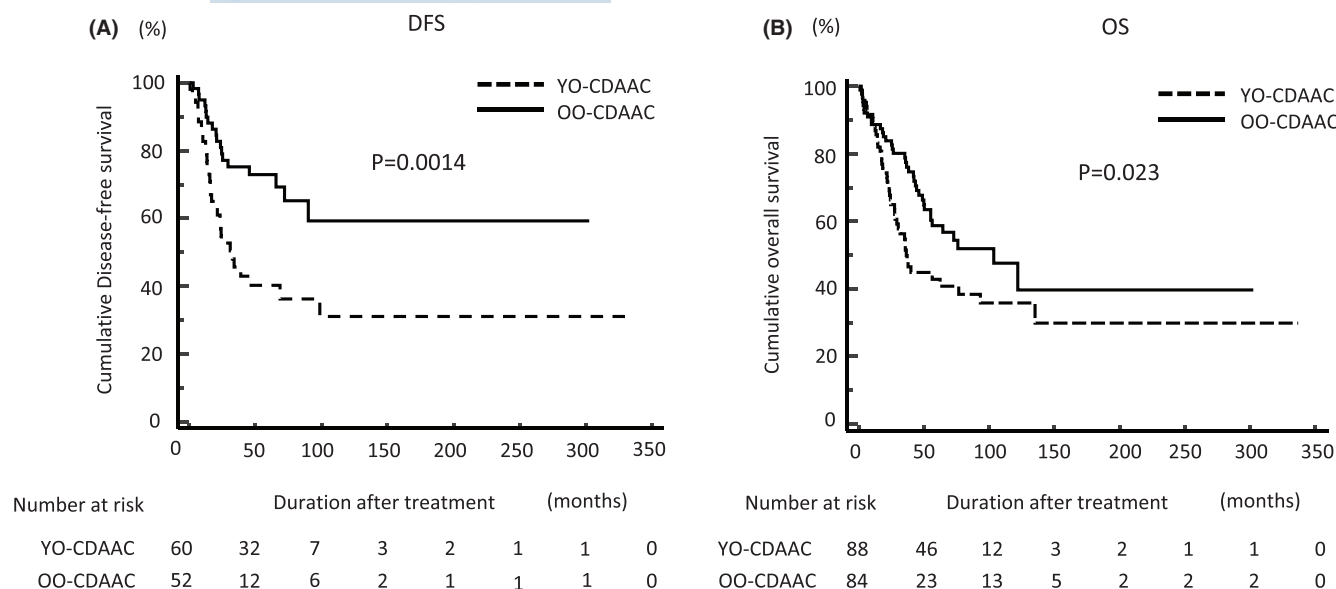 (A) (%) DFS
YO-CDAAC
OO-CDAAC
P=0.0014
Cumulative Disease-free survival
100
80
60
40
20
0
0 50 100 150 200 250 300 350
Number at risk Duration after treatment (months)
YO-CDAAC 60 32 7 3 2 1 1 0
OO-CDAAC 52 12 6 2 1 1 1 0
(B) (%) OS
YO-CDAAC
OO-CDAAC
P=0.023
Cumulative overall survival
100
80
60
40
20
0
0 50 100 150 200 250 300 350
Number at risk Duration after treatment (months)
YO-CDAAC 88 46 12 3 2 1 1 0
OO-CDAAC 84 23 13 5 2 2 2 0